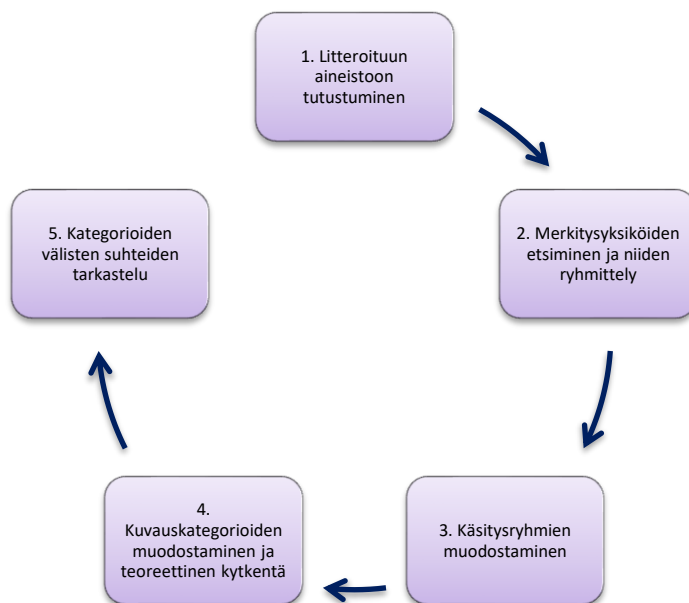 1. Litteroituun
aineistoon
tutustuminen
2. Merkitysyksiköiden
etsiminen ja niiden
ryhmittely
3. Käsitysryhmien
muodostaminen
4.
Kuvauskategorioiden
muodostaminen ja
teoreettinen kytkentä
5. Kategorioiden
välisten suhteiden
tarkastelu